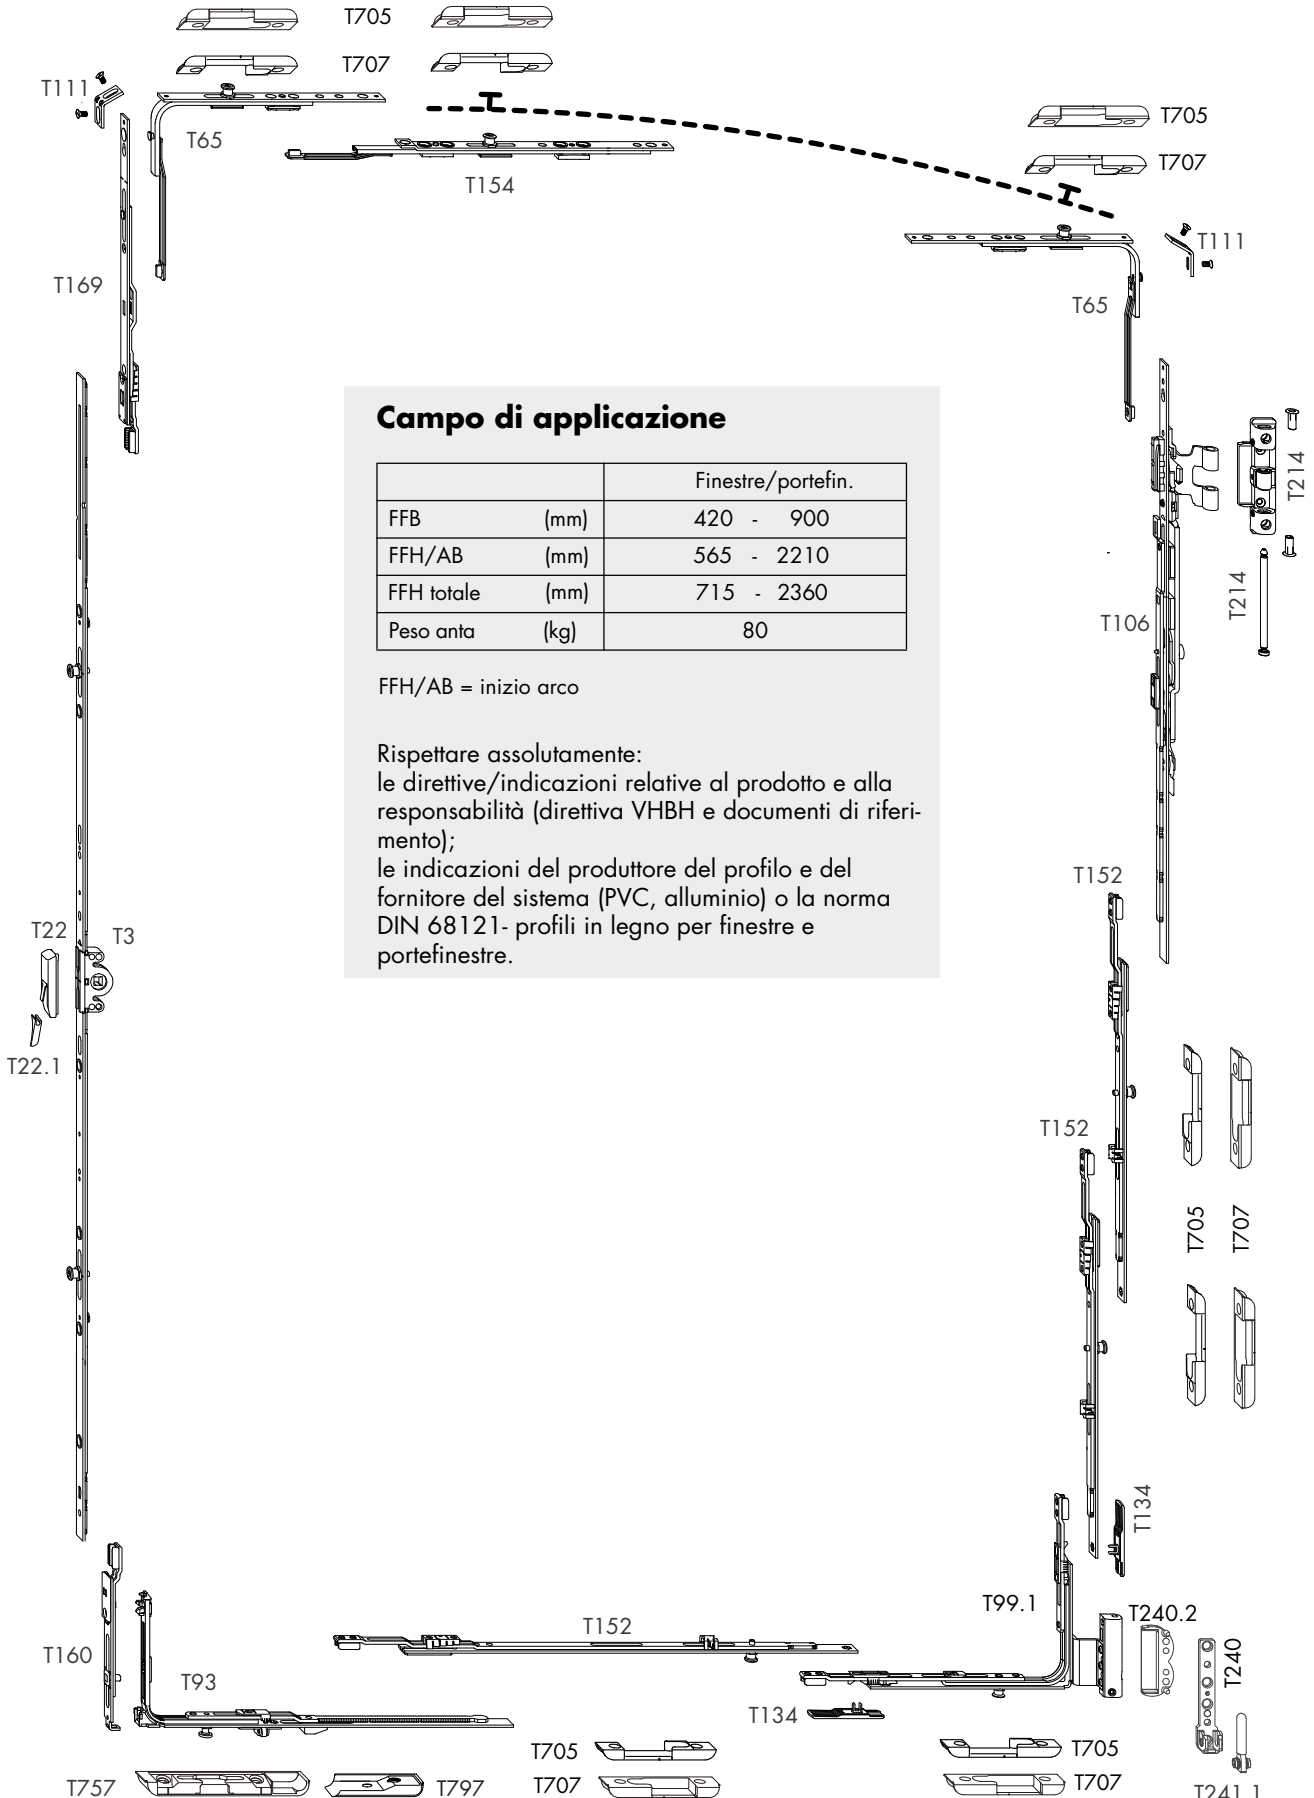 T705
T707
T111
T65
T154
T705
T707
T111
T65
T169
T214
T214
T106
Campo di applicazione
Finestre/portefin.
FFB (mm) 420 - 900
FFH/AB (mm) 565 - 2210
FFH totale (mm) 715 - 2360
Peso anta (kg) 80
FFH/AB = inizio arco
Rispettare assolutamente:
le direttive/indicazioni relative al prodotto e alla
responsabilità (direttiva VHBH e documenti di riferi-
mento);
le indicazioni del produttore del profilo e del
fornitore del sistema (PVC, alluminio) o la norma
DIN 68121- profili in legno per finestre e
portefinestre.
T152
T22
T3
T22.1
T152
T705
T707
T134
T99.1
T240.2
T240
T152
T160
T93
T134
T705
T707
T705
T707
T757
T797
T241.1